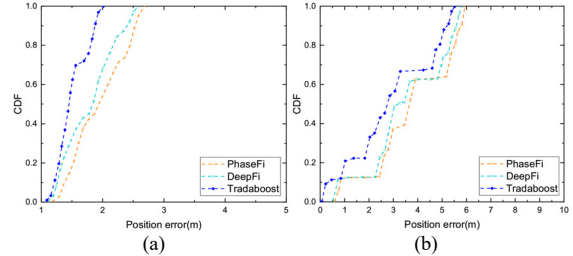 1.0
0.8
0.6
0.4
0.2
0.0
CDF
1
2
3
4
5
Position error(m)
PhaseFi
DeepFi
Tradaboost
(a)
1.0
0.8
0.6
0.4
0.2
0.0
CDF
0
1
2
3
4
5
6
7
8
9
10
Position error(m)
PhaseFi
DeepFi
Tradaboost
(b)